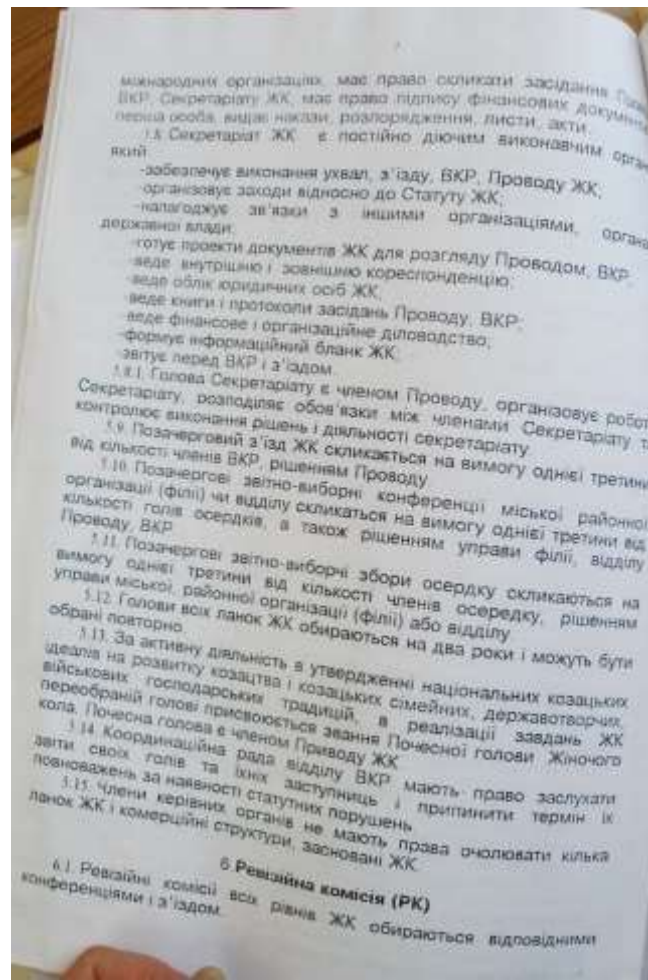 7
міжнародних організаціях, має право скликати засідання
ВКР, Секретаріату ЖК, має право підпису фінансових документ
перша особа, видає накази, розпорядження, листи, акти.
5.8. Секретаріат ЖК є постійно діючим виконавчим орган
який:
-забезпечує виконання ухвал, з'їзду, ВКР, Проводу ЖК;
-організовує заходи відносно до Статуту ЖК;
-налагоджує зв'язки з іншими організаціями, органа
державної влади;
-готує проекти документів ЖК для розгляду Проводом, ВКР;
-веде внутрішню і зовнішню кореспонденцію;
-веде облік юридичних осіб ЖК;
-веде книги і протоколи засідань Проводу, ВКР;
-веде фінансове і організаційне діловодство;
-формує інформаційний бланк ЖК;
-звітує перед ВКР і з'їздом.
5.8.1. Голова Секретаріату є членом Проводу, організовує робот
Секретаріату, розподіляє обов'язки між членами Секретаріату т
контролює виконання рішень і діяльності секретаріату.
5.9. Позачерговий з'їзд ЖК скликається на вимогу однієї третини
від кількості членів ВКР, рішенням Проводу.
5.10. Позачергові звітно-виборні конференції міської районної
організації (філії) чи відділу скликаться на вимогу однієї третини від
кількості голів осердків, а також рішенням управи філії, відділу
Проводу, ВКР.
5.11. Позачергові звітно-виборчі збори осердку скликаються на
вимогу однієї третини від кількості членів осередку, рішенням
управи міської, районної організації (філії) або відділу.
5.12. Голови всіх ланок ЖК обираються на два роки і можуть бути
обрані повторно.
5.13. За активну діяльність в утвердженні національних козацьких
ідеалів на розвитку козацтва і козацьких сімейних, державотворчих,
військових господарських традицій, в реалізації завдань ЖК
переобраній голові присвоюється звання Почесної голови Жіночого
кола. Почесна голова є членом Приводу ЖК.
5.14. Координаційна рада відділу ВКР мають право заслухати
звіти своїх голів та їхніх заступниць і припинити термін їх
повноважень за наявності статутних порушень.
5.15. Члени керівних органів не мають права очолювати кілька
ланок ЖК і комерційні структури, засновані ЖК.
6 Ревізійна комісія (РК)
6.1. Ревізійні комісії всіх рівнів ЖК обираються відповідними
конференціями і з'їздом.